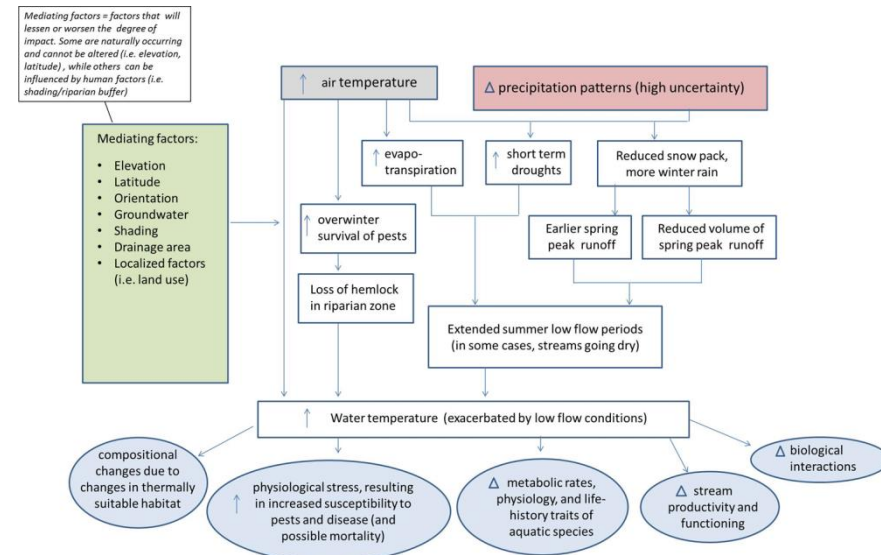 Mediating factors = factors that will
lessen or worsen the degree of
impact. Some are naturally occurring
and cannot be altered (i.e. elevation,
latitude) , while others can be
influenced by human factors (i.e.
shading/riparian buffer)
↑ air temperature
Δ precipitation patterns (high uncertainty)
Mediating factors:
• Elevation
• Latitude
• Orientation
• Groundwater
• Shading
• Drainage area
• Localized factors
(i.e. land use)
↑ evapo-
transpiration
↑ short term
droughts
Reduced snow pack,
more winter rain
↑ overwinter
survival of pests
Earlier spring
peak runoff
Reduced volume of
spring peak runoff
Loss of hemlock
in riparian zone
Extended summer low flow periods
(in some cases, streams going dry)
↑ Water temperature (exacerbated by low flow conditions)
compositional
changes due to
changes in thermally
suitable habitat
↑ physiological stress, resulting
in increased susceptibility to
pests and disease (and
possible mortality)
Δ metabolic rates,
physiology, and life-
history traits of
aquatic species
Δ stream
productivity and
functioning
Δ biological
interactions